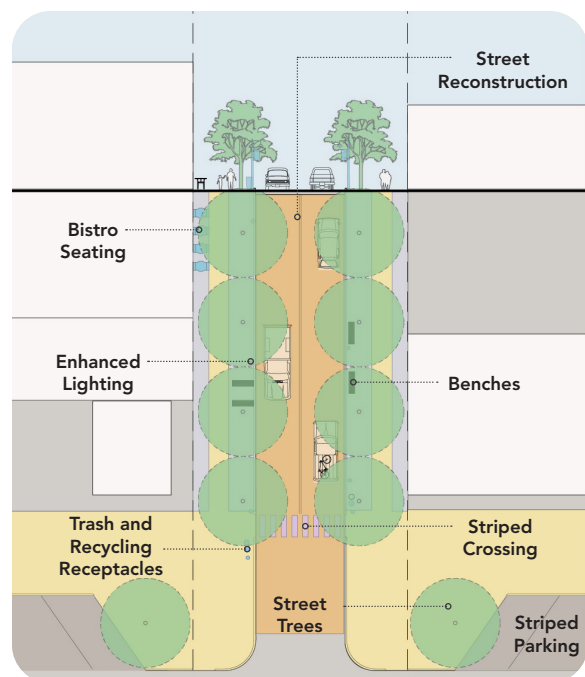 Street
Reconstruction
Bistro
Seating
Enhanced
Lighting
Benches
Trash and
Recycling
Receptacles
Striped
Crossing
Street
Trees
Striped
Parking